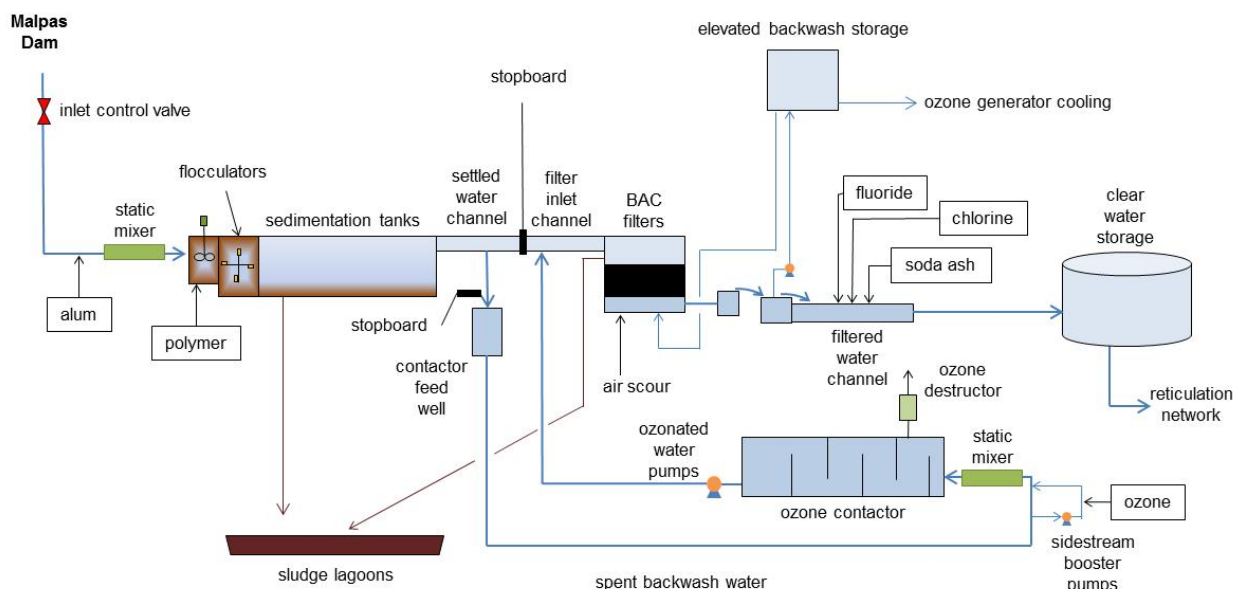 Malpas
Dam
inlet control valve
elevated backwash storage
stopboard
ozone generator cooling
flocculators
settled
water
channel
filter
inlet
channel
BAC
filters
fluoride
clear
water
storage
static
mixer
sedimentation tanks
chlorine
soda ash
alum
polymer
stopboard
contactor
feed
well
air scour
filtered
water
channel
ozone
destructor
reticulation
network
ozonated
water
pumps
static
mixer
ozone contactor
ozone
sidestream
booster
pumps
sludge lagoons
spent backwash water